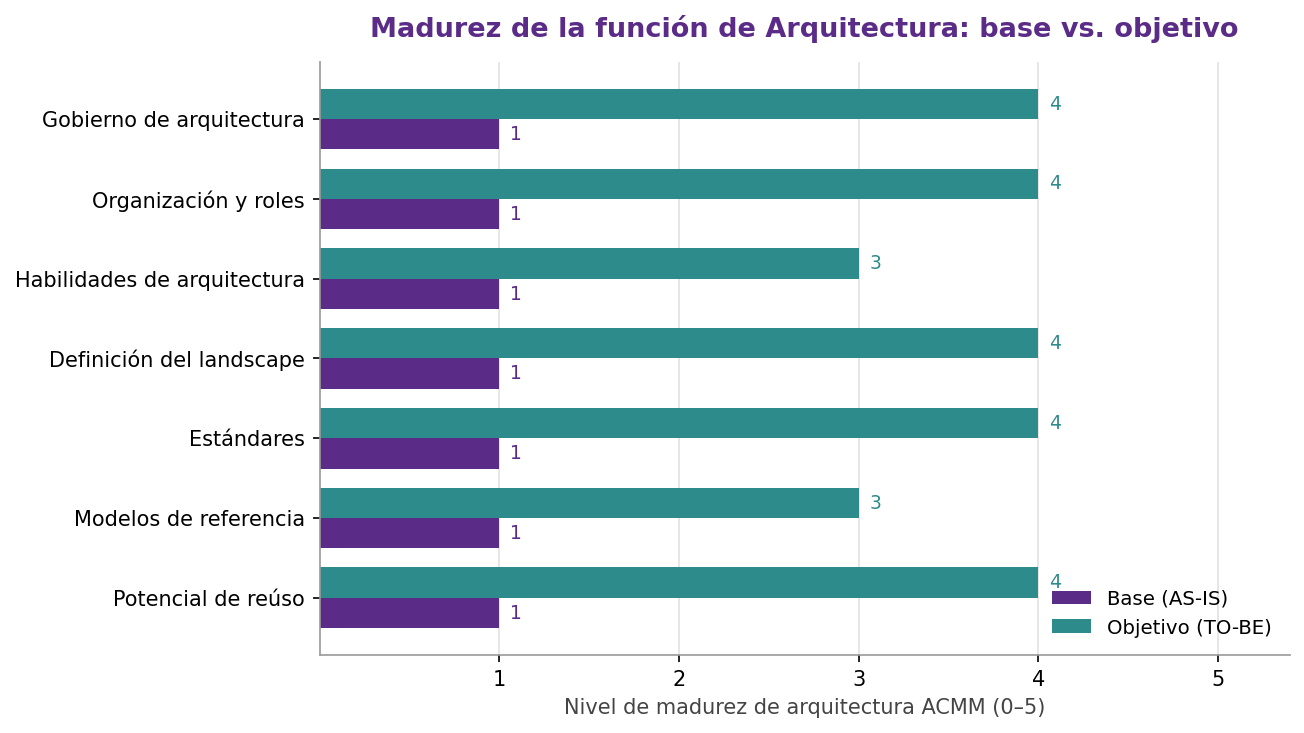 Madurez de la función de Arquitectura: base vs. objetivo
Gobierno de arquitectura
4
1
Organización y roles
4
1
Habilidades de arquitectura
3
1
Definición del landscape
4
1
Estándares
4
1
Modelos de referencia
3
1
Potencial de reúso
4
1
Base (AS-IS)
Objetivo (TO-BE)
1 2 3 4 5
Nivel de madurez de arquitectura ACMM (0–5)